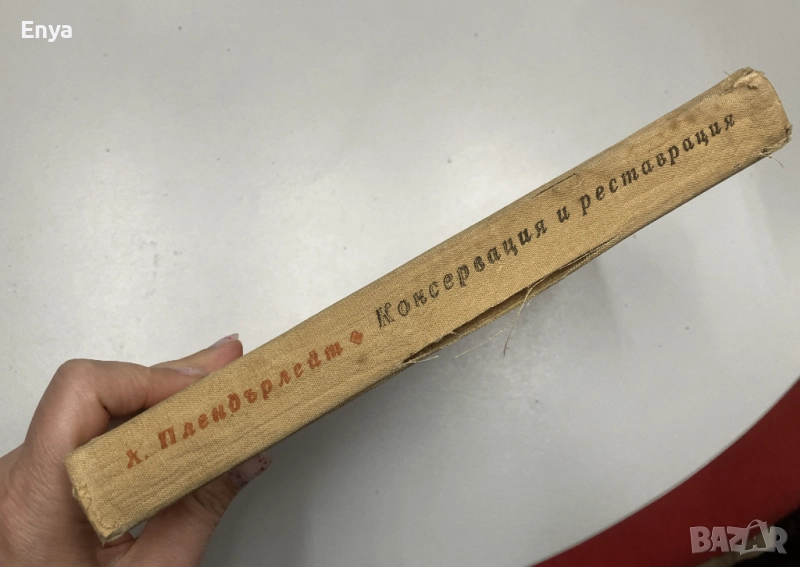 Enya
Х. Плендърлейт ◆ Консервация и реставрация
BAZAR